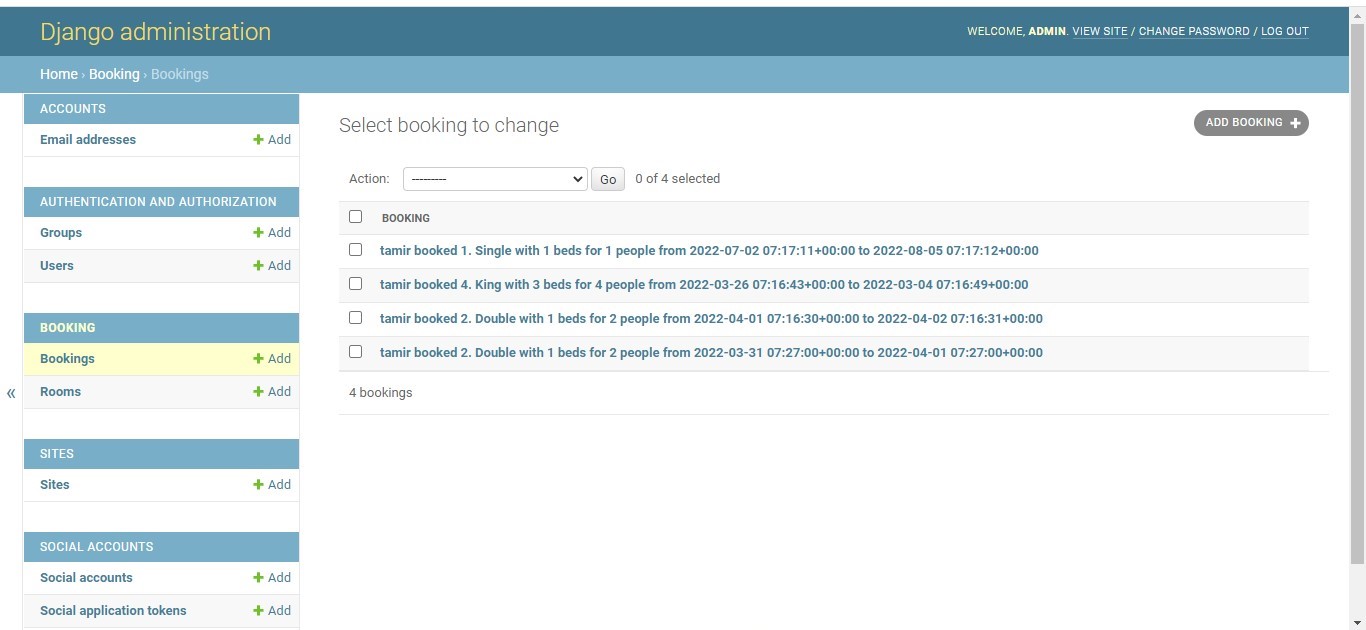 Django administration
WELCOME, ADMIN. VIEW SITE / CHANGE PASSWORD / LOG OUT
Home › Booking › Bookings
ACCOUNTS
Email addresses + Add
AUTHENTICATION AND AUTHORIZATION
Groups + Add
Users + Add
BOOKING
Bookings + Add
Rooms + Add
SITES
Sites + Add
SOCIAL ACCOUNTS
Social accounts + Add
Social application tokens + Add
«
Select booking to change
ADD BOOKING +
Action: --------- Go 0 of 4 selected
BOOKING
tamir booked 1. Single with 1 beds for 1 people from 2022-07-02 07:17:11+00:00 to 2022-08-05 07:17:12+00:00
tamir booked 4. King with 3 beds for 4 people from 2022-03-26 07:16:43+00:00 to 2022-03-04 07:16:49+00:00
tamir booked 2. Double with 1 beds for 2 people from 2022-04-01 07:16:30+00:00 to 2022-04-02 07:16:31+00:00
tamir booked 2. Double with 1 beds for 2 people from 2022-03-31 07:27:00+00:00 to 2022-04-01 07:27:00+00:00
4 bookings